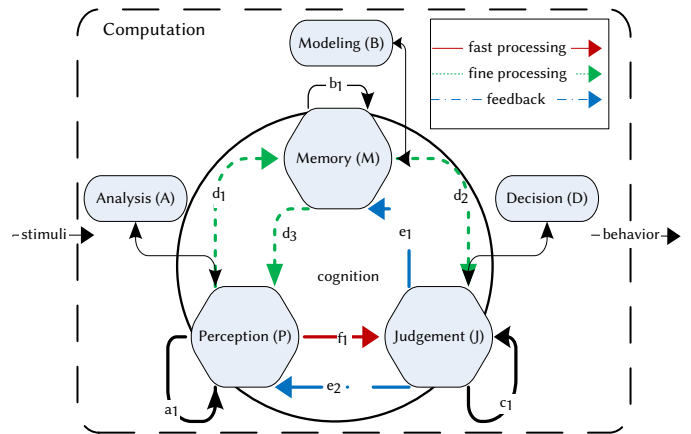 Computation
Modeling (B)
fast processing
fine processing
feedback
b1
Memory (M)
Analysis (A)
d1
d2
Decision (D)
stimuli
d3
e1
behavior
cognition
Perception (P)
f1
Judgement (J)
e2
a1
c1